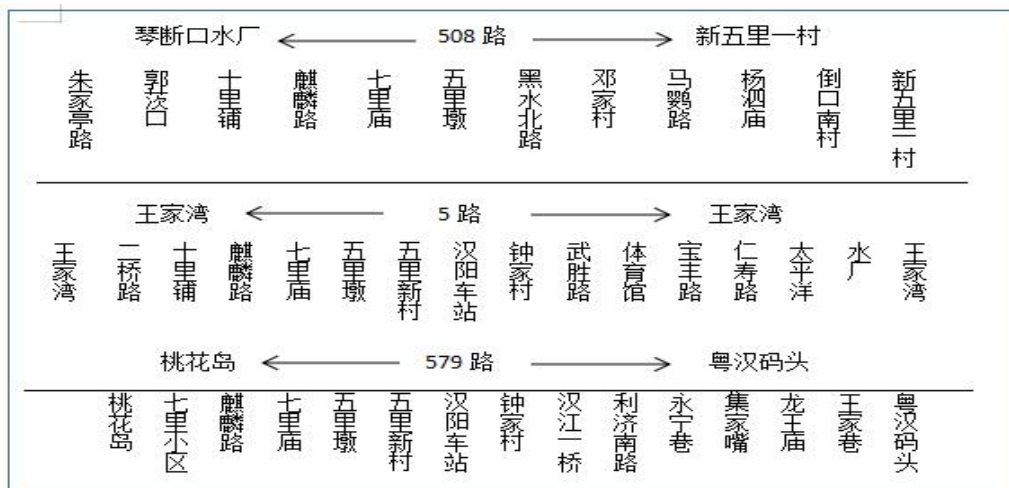 琴断口水厂 508 路 新五里一村
朱家亭路 郭茨口 十里铺 麒麟路 七里庙 五里墩 黑水北路 邓家村 马鹦路 杨泗庙 倒口南村 新五里一村
王家湾 5 路 王家湾
王家湾 二桥路 十里铺 麒麟路 七里庙 五里墩 五里新村 汉阳车站 钟家村 武胜路 体育馆 宝丰路 仁寿路 太平洋 水厂 王家湾
桃花岛 579 路 粤汉码头
桃花岛 七里小区 麒麟路 七里庙 五里墩 五里新村 汉阳车站 钟家村 汉江一桥 利济南路 永宁巷 集家嘴 龙王庙 王家巷 粤汉码头